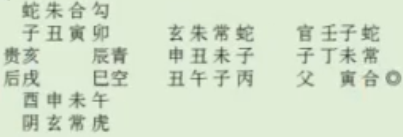 蛇朱合勾
子丑寅卯 玄朱常蛇 官壬子蛇
贵亥 辰青 申丑未子 子丁未常
后戌 巳空 丑午子丙 父 寅合◎
酉申未午
阴玄常虎